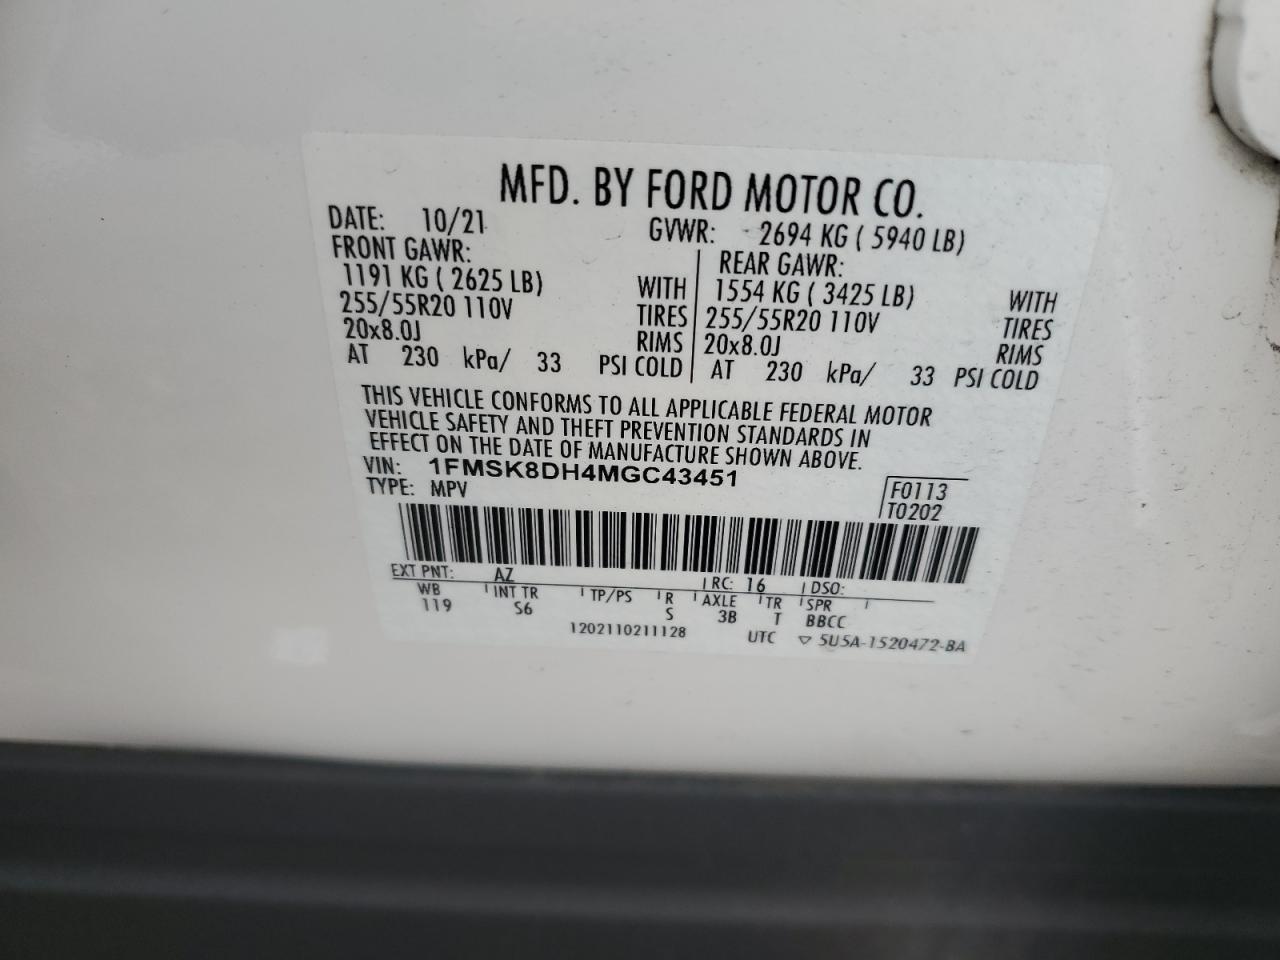 MFD. BY FORD MOTOR CO.
DATE: 10/21 GVWR: 2694 KG ( 5940 LB)
FRONT GAWR: REAR GAWR:
1191 KG ( 2625 LB) WITH 1554 KG ( 3425 LB) WITH
255/55R20 110V TIRES 255/55R20 110V TIRES
20x8.0J RIMS 20x8.0J RIMS
AT 230 kPa/ 33 PSI COLD AT 230 kPa/ 33 PSI COLD
THIS VEHICLE CONFORMS TO ALL APPLICABLE FEDERAL MOTOR
VEHICLE SAFETY AND THEFT PREVENTION STANDARDS IN
EFFECT ON THE DATE OF MANUFACTURE SHOWN ABOVE.
VIN: 1FMSK8DH4MGC43451
TYPE: MPV F0113
T0202
EXT PNT: AZ RC: 16 DSO:
WB INT TR TP/PS R AXLE TR SPR
119 S6 S 3B T BBCC
1202110211128 UTC ▽ 5U5A-1520472-BA